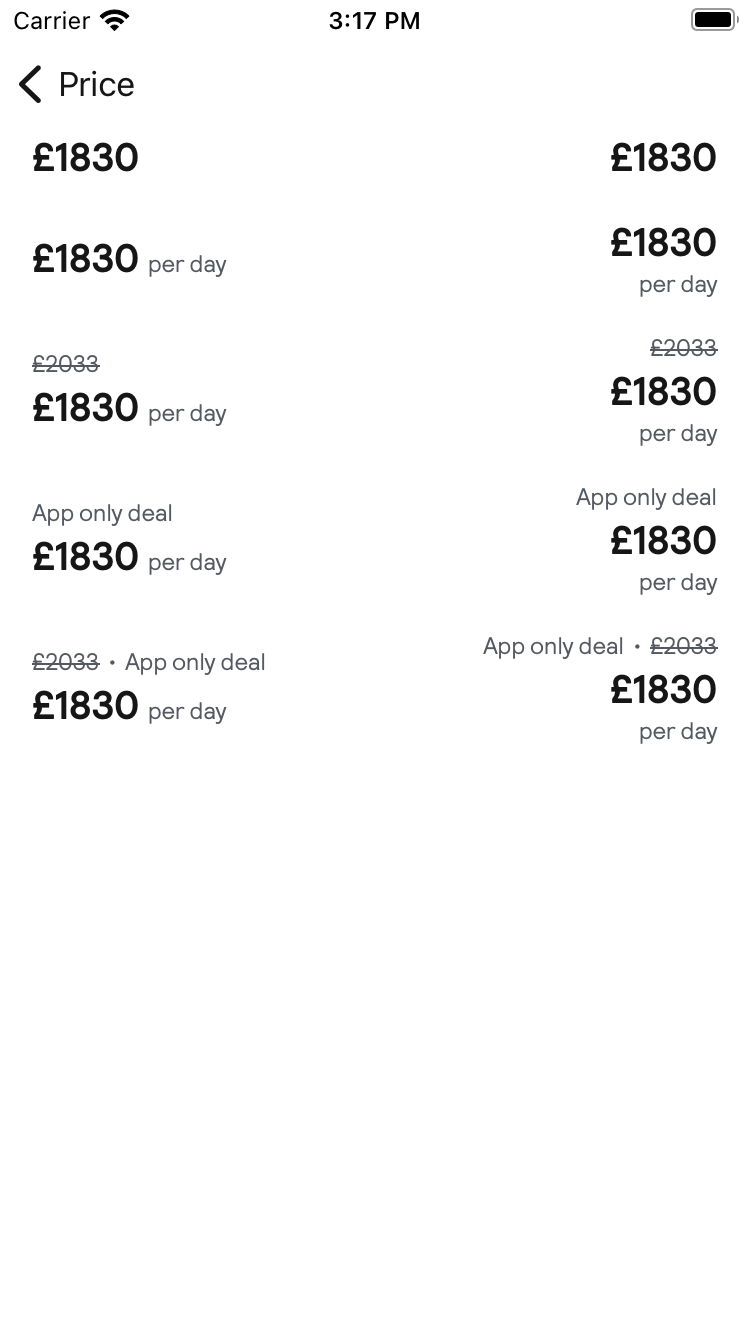 Carrier 3:17 PM
Price
£1830 £1830
£1830 per day £1830
per day
£2033 £2033
£1830 per day £1830
per day
App only deal App only deal
£1830 per day £1830
per day
£2033 • App only deal App only deal • £2033
£1830 per day £1830
per day